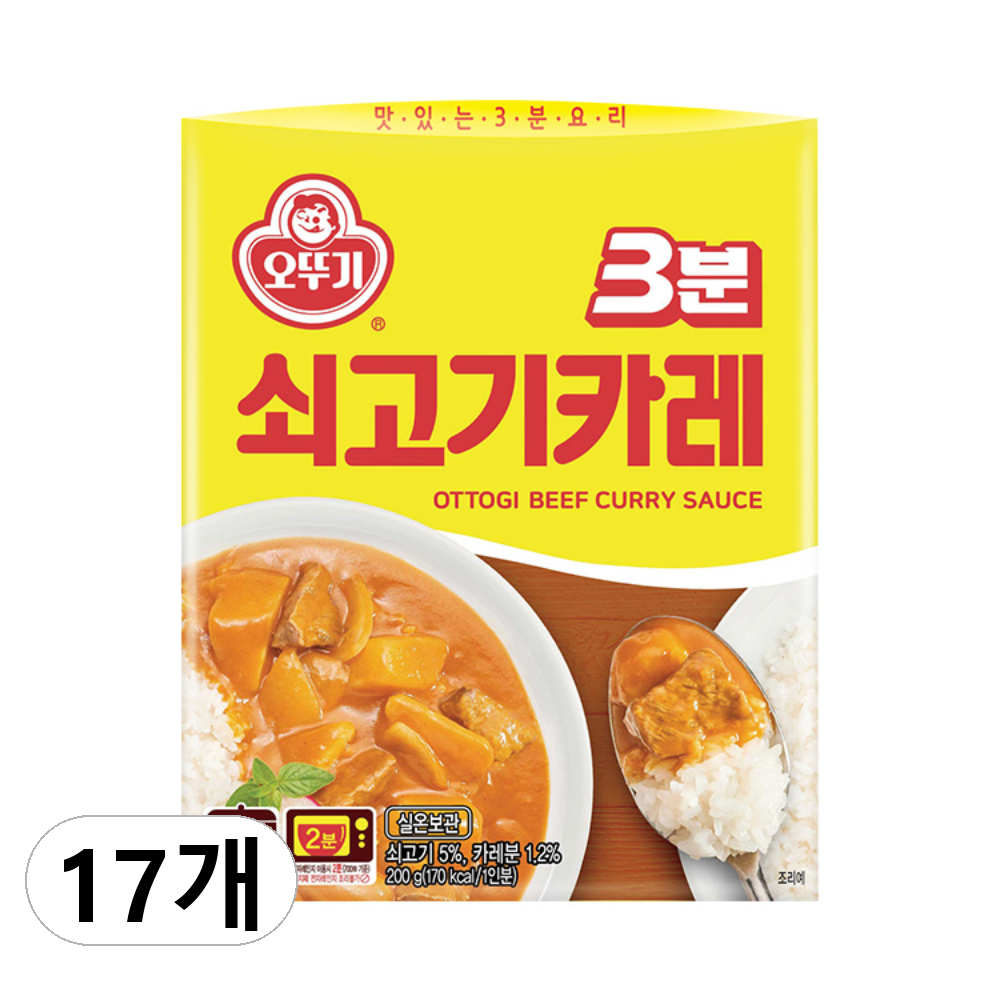 맛·있·는·3·분·요·리
오뚜기
®
3분
쇠고기카레
OTTOGI BEEF CURRY SAUCE
2분
실온보관
쇠고기 5%, 카레분 1.2%
200 g(170 kcal/1인분)
조리예
17개